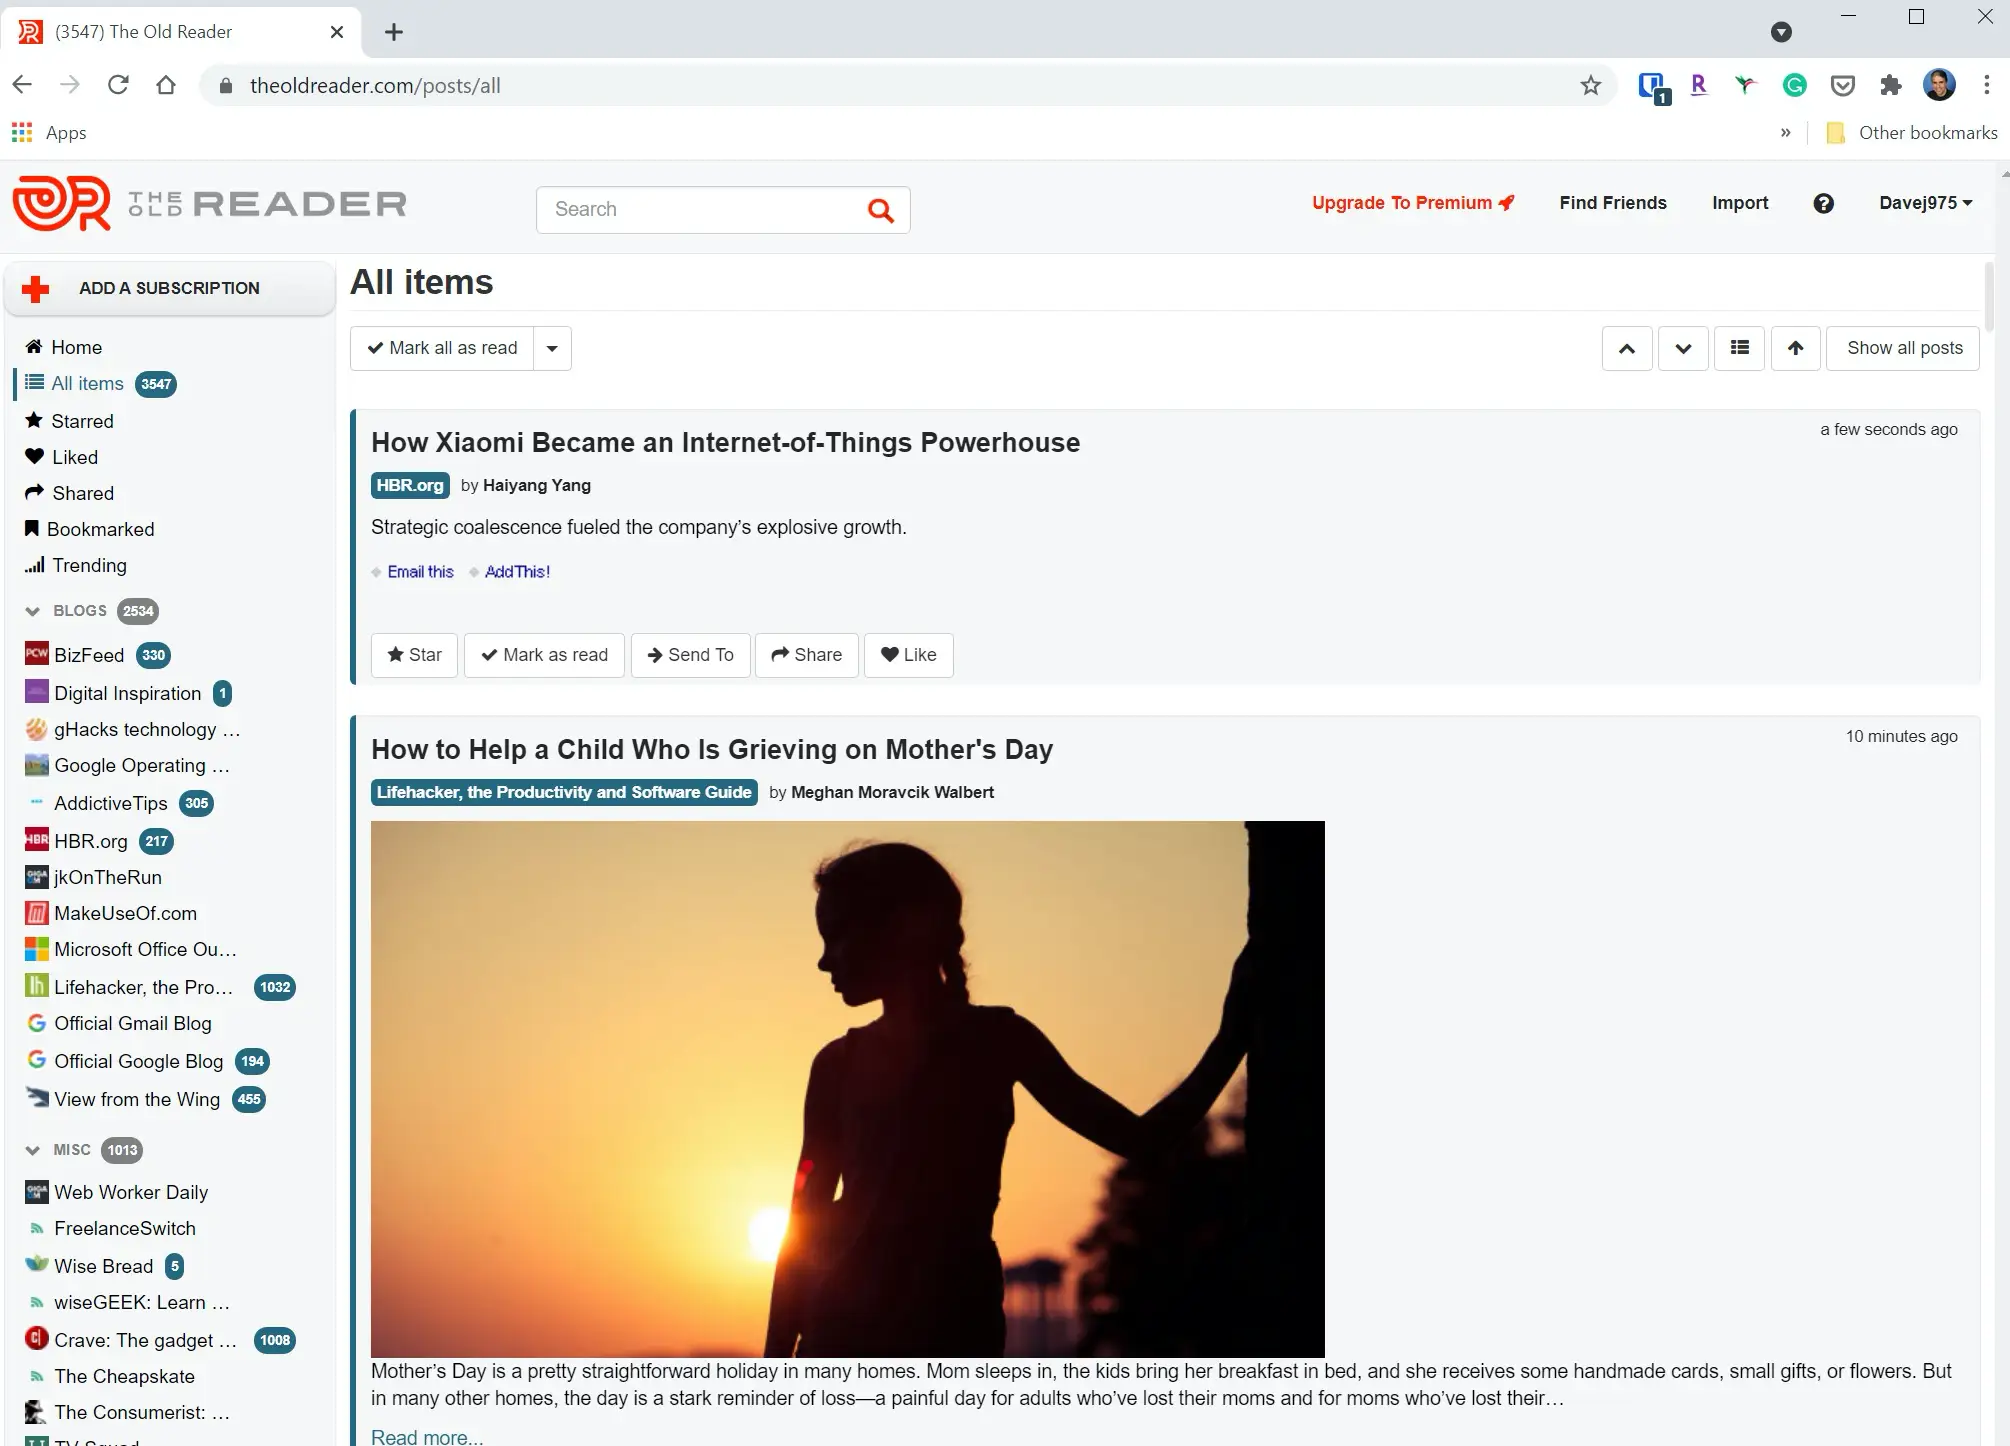 (3547) The Old Reader
theoldreader.com/posts/all
1
Apps
»
Other bookmarks
THE OLD READER
Search
Upgrade To Premium
Find Friends
Import
Davej975
ADD A SUBSCRIPTION
Home
All items 3547
Starred
Liked
Shared
Bookmarked
Trending
BLOGS 2534
PCW BizFeed 330
Digital Inspiration 1
gHacks technology …
Google Operating …
AddictiveTips 305
HBR HBR.org 217
jkOnTheRun
MakeUseOf.com
Microsoft Office Ou…
lh Lifehacker, the Pro… 1032
Official Gmail Blog
Official Google Blog 194
View from the Wing 455
MISC 1013
Web Worker Daily
FreelanceSwitch
Wise Bread 5
wiseGEEK: Learn …
Crave: The gadget … 1008
The Cheapskate
The Consumerist: …
TV Squad
All items
Mark all as read
Show all posts
How Xiaomi Became an Internet-of-Things Powerhouse
a few seconds ago
HBR.org by Haiyang Yang
Strategic coalescence fueled the company’s explosive growth.
Email this AddThis!
Star Mark as read Send To Share Like
How to Help a Child Who Is Grieving on Mother's Day
10 minutes ago
Lifehacker, the Productivity and Software Guide by Meghan Moravcik Walbert
Mother’s Day is a pretty straightforward holiday in many homes. Mom sleeps in, the kids bring her breakfast in bed, and she receives some handmade cards, small gifts, or flowers. But
in many other homes, the day is a stark reminder of loss—a painful day for adults who’ve lost their moms and for moms who’ve lost their…
Read more...